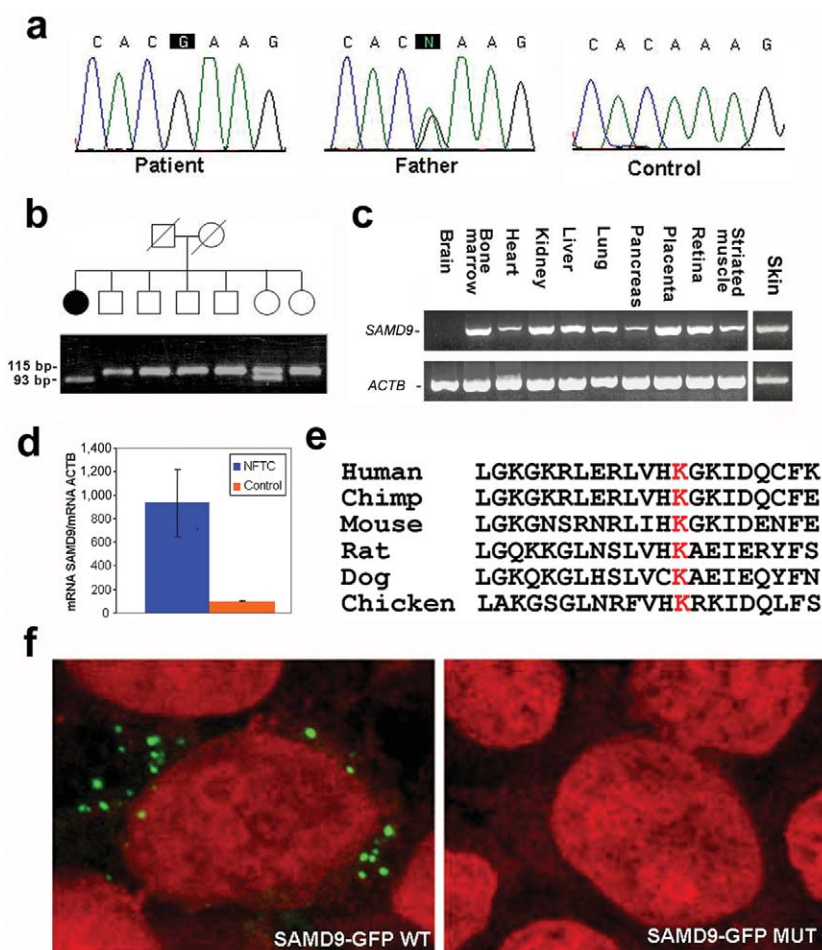 a
C A C G A A G
Patient
C A C N A A G
Father
C A C A A A G
Control
b
115 bp-
93 bp-
c
Brain
Bone marrow
Heart
Kidney
Liver
Lung
Pancreas
Placenta
Retina
Striated muscle
Skin
SAMD9-
ACTB -
d
mRNA SAMD9/mRNA ACTB
1,400
1,200
1,000
800
600
400
200
0
NFTC
Control
e
Human LGKGKRLERLVHKGKIDQCFK
Chimp LGKGKRLERLVHKGKIDQCFE
Mouse LGKGNSRNRLIHKGKIDENFE
Rat LGQKKGLNSLVHKAEIERYFS
Dog LGKQKGLHSLVCKAEIEQYFN
Chicken LAKGSGLNRFVHKRKIDQLFS
f
SAMD9-GFP WT
SAMD9-GFP MUT